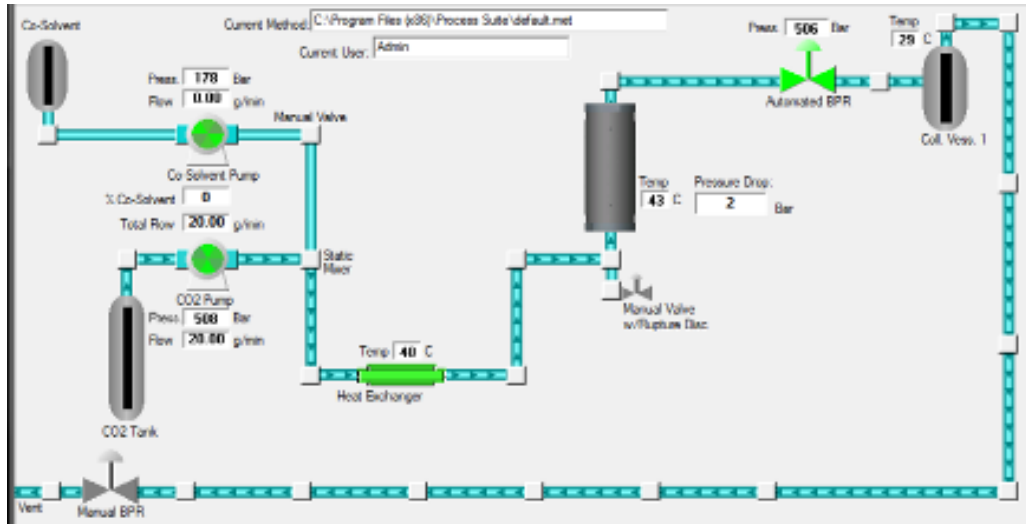 Co-Solvent
Current Method: C:\Program Files (x86)\Process Suite\default.met
Current User: Admin
Press. 506 Bar
Temp
29 C
Press. 178 Bar
Flow 0.00 g/min
Manual Valve
Automated BPR
Coll. Vess. 1
Co-Solvent Pump
% Co-Solvent 0
Total Flow 20.00 g/min
Temp
43 C
Pressure Drop:
2 Bar
Static
Mixer
CO2 Pump
Press. 508 Bar
Flow 20.00 g/min
Manual Valve
w/Rupture Disc
Temp 40 C
Heat Exchanger
CO2 Tank
Vent
Manual BPR